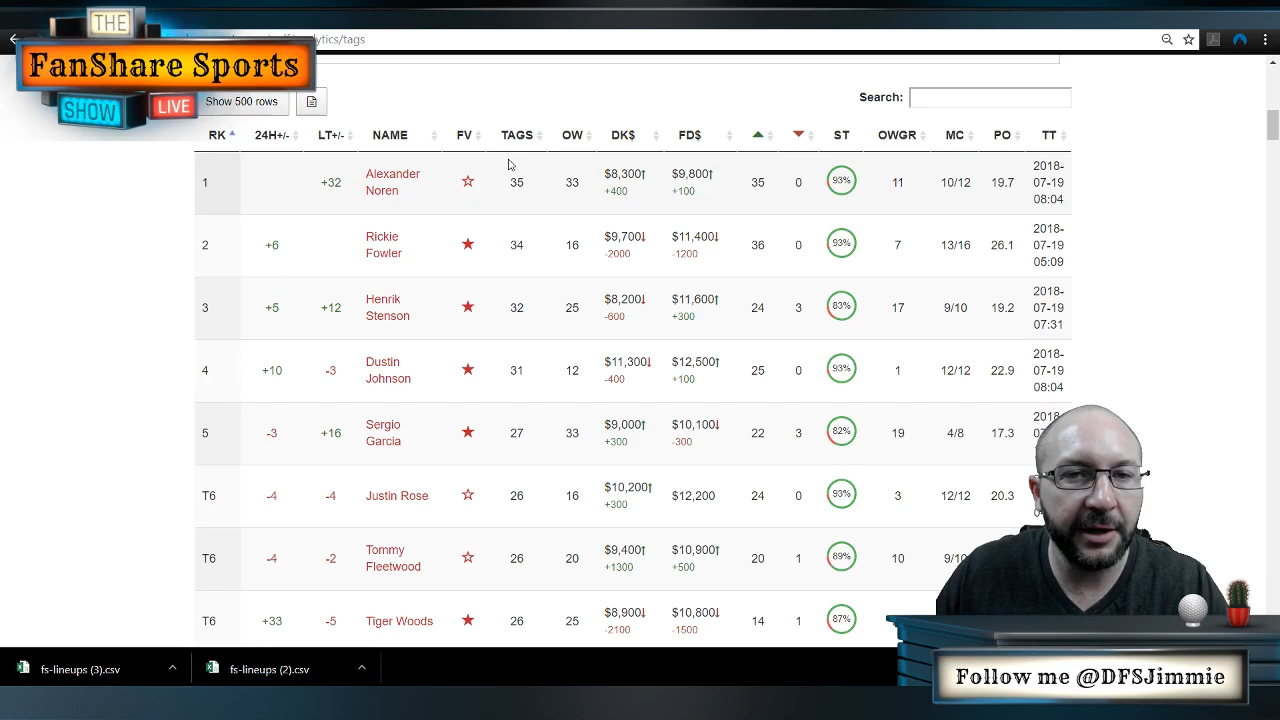 THE
FanShare Sports
SHOW LIVE
lytics/tags
Show 500 rows
Search:
RK 24H+/- LT+/- NAME FV TAGS OW DK$ FD$ ST OWGR MC PO TT
1 +32 Alexander Noren 35 33 $8,300↑ +400 $9,800↑ +100 35 0 93% 11 10/12 19.7 2018-07-19 08:04
2 +6 Rickie Fowler 34 16 $9,700↓ -2000 $11,400↓ -1200 36 0 93% 7 13/16 26.1 2018-07-19 05:09
3 +5 +12 Henrik Stenson 32 25 $8,200↓ -600 $11,600↑ +300 24 3 83% 17 9/10 19.2 2018-07-19 07:31
4 +10 -3 Dustin Johnson 31 12 $11,300↓ -400 $12,500↑ +100 25 0 93% 1 12/12 22.9 2018-07-19 08:04
5 -3 +16 Sergio Garcia 27 33 $9,000↑ +300 $10,100↓ -300 22 3 82% 19 4/8 17.3 2018-
T6 -4 -4 Justin Rose 26 16 $10,200↑ +300 $12,200 24 0 93% 3 12/12 20.3
T6 -4 -2 Tommy Fleetwood 26 20 $9,400↑ +1300 $10,900↑ +500 20 1 89% 10 9/10
T6 +33 -5 Tiger Woods 26 25 $8,900↓ -2100 $10,800↓ -1500 14 1 87%
fs-lineups (3).csv fs-lineups (2).csv
Follow me @DFSJimmie